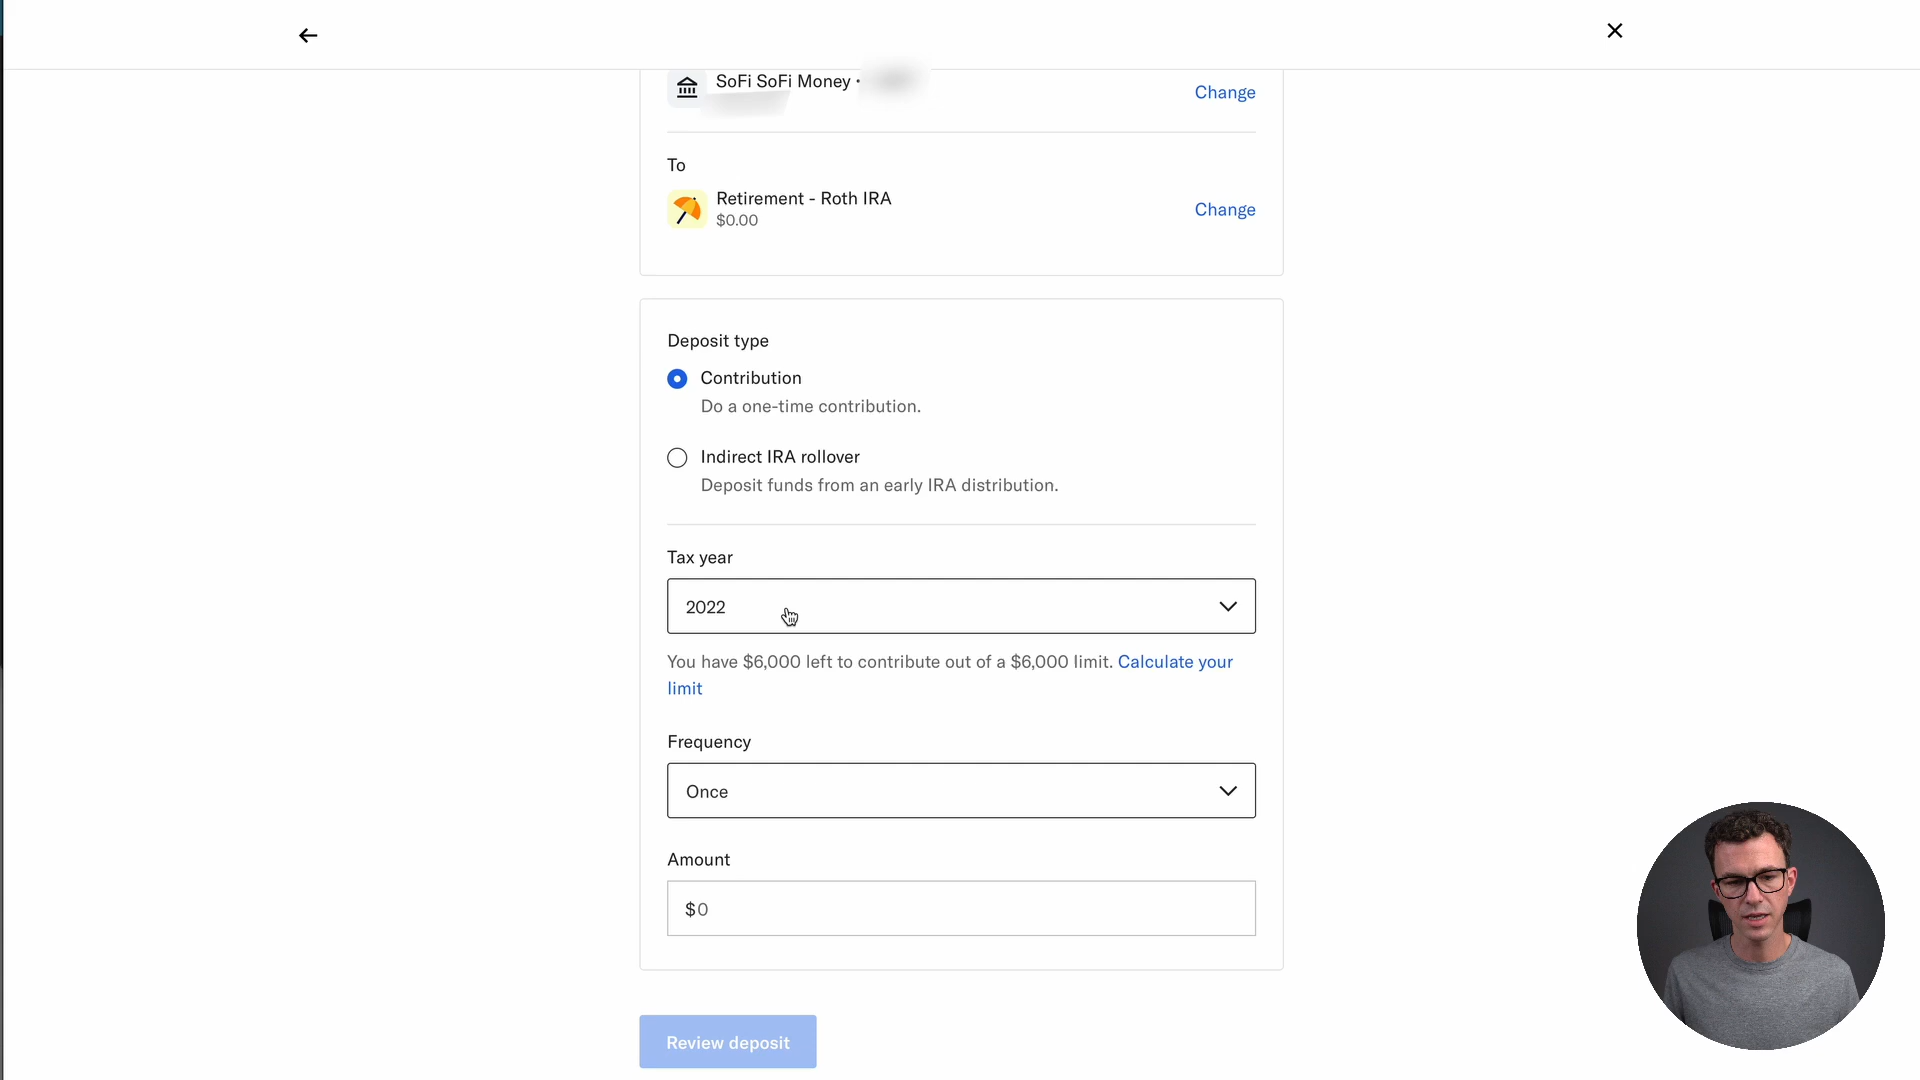 SoFi SoFi Money •
Change
To
Retirement - Roth IRA
$0.00
Change
Deposit type
Contribution
Do a one-time contribution.
Indirect IRA rollover
Deposit funds from an early IRA distribution.
Tax year
2022
You have $6,000 left to contribute out of a $6,000 limit. Calculate your
limit
Frequency
Once
Amount
$0
Review deposit